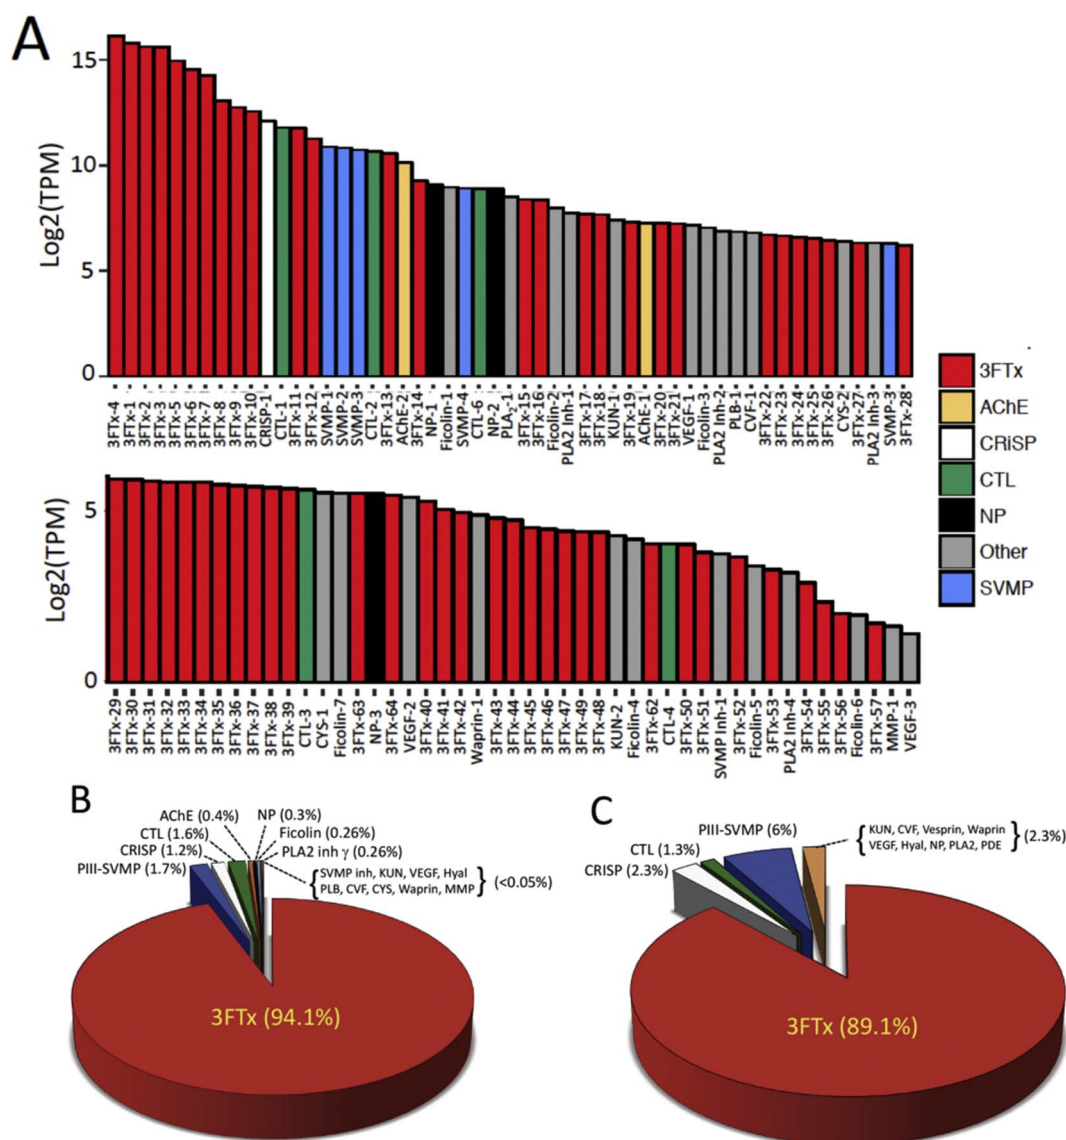 A
Log2(TPM)
15
10
5
0
3FTx-4
3FTx-1
3FTx-2
3FTx-3
3FTx-5
3FTx-6
3FTx-7
3FTx-8
3FTx-9
3FTx-10
CRISP-1
CTL-1
3FTx-11
3FTx-12
SVMP-1
SVMP-2
SVMP-3
CTL-2
3FTx-13
AChE-2
3FTx-14
NP-1
Ficolin-1
SVMP-4
CTL-6
NP-2
PLA2-1
3FTx-15
3FTx-16
Ficolin-2
PLA2 Inh-1
3FTx-17
3FTx-18
KUN-1
3FTx-19
AChE-1
3FTx-20
3FTx-21
VEGF-1
Ficolin-3
PLA2 Inh-2
PLB-1
CVF-1
3FTx-22
3FTx-23
3FTx-24
3FTx-25
3FTx-26
CYS-2
3FTx-27
PLA2 Inh-3
SVMP-3
3FTx-28
3FTx
AChE
CRiSP
CTL
NP
Other
SVMP
Log2(TPM)
5
0
3FTx-29
3FTx-30
3FTx-31
3FTx-32
3FTx-33
3FTx-34
3FTx-35
3FTx-36
3FTx-37
3FTx-38
3FTx-39
CTL-3
CYS-1
Ficolin-7
3FTx-63
NP-3
3FTx-64
VEGF-2
3FTx-40
3FTx-41
3FTx-42
Waprin-1
3FTx-43
3FTx-44
3FTx-45
3FTx-46
3FTx-47
3FTx-49
3FTx-48
KUN-2
Ficolin-4
3FTx-62
CTL-4
3FTx-50
3FTx-51
SVMP Inh-1
3FTx-52
Ficolin-5
3FTx-53
PLA2 Inh-4
3FTx-54
3FTx-55
3FTx-56
Ficolin-6
3FTx-57
MMP-1
VEGF-3
B
AChE (0.4%)
NP (0.3%)
CTL (1.6%)
Ficolin (0.26%)
CRISP (1.2%)
PLA2 inh γ (0.26%)
PIII-SVMP (1.7%)
SVMP inh, KUN, VEGF, Hyal
PLB, CVF, CYS, Waprin, MMP
(<0.05%)
3FTx (94.1%)
C
PIII-SVMP (6%)
KUN, CVF, Vesprin, Waprin
VEGF, Hyal, NP, PLA2, PDE
(2.3%)
CTL (1.3%)
CRISP (2.3%)
3FTx (89.1%)